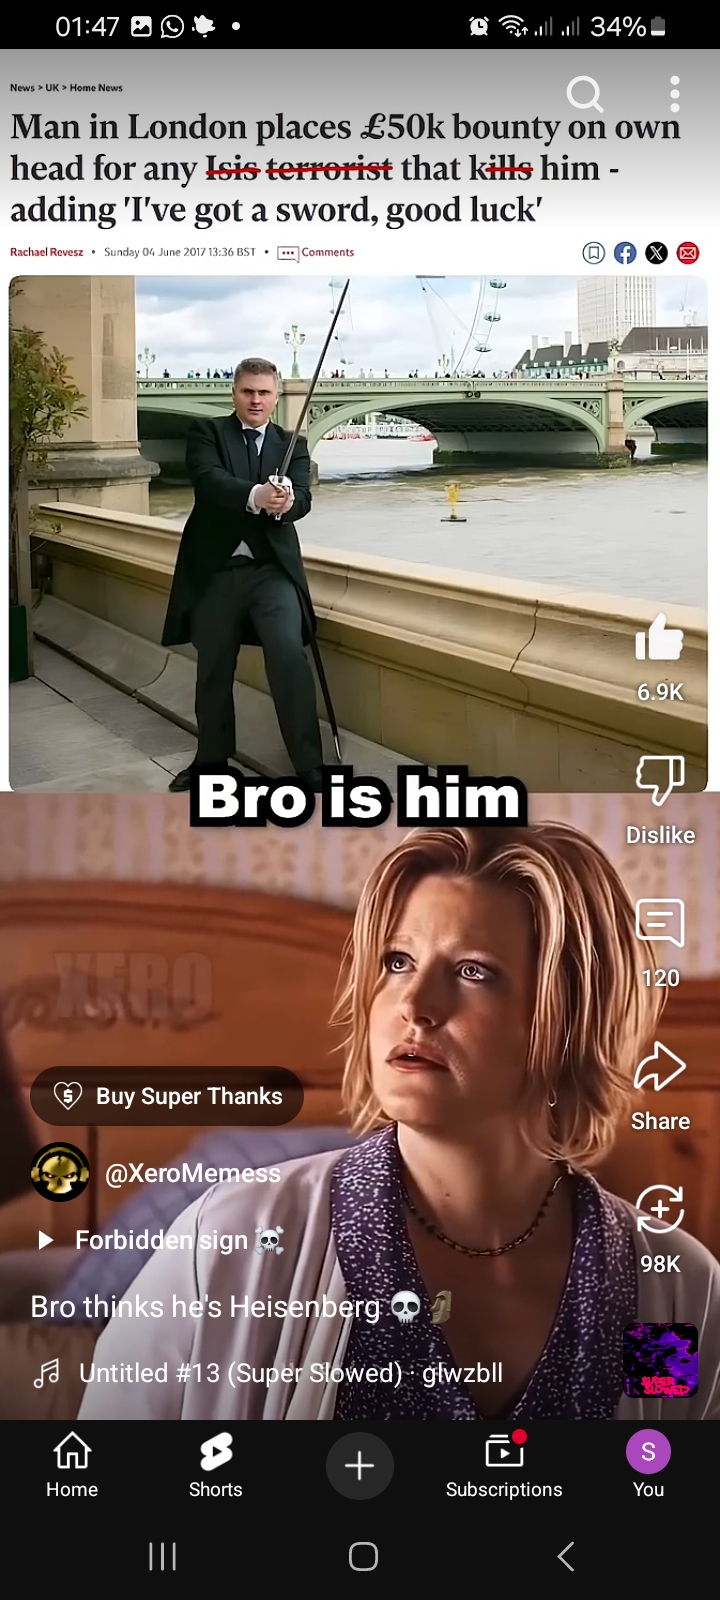 01:47
34%
News > UK > Home News
Man in London places £50k bounty on own
head for any Isis terrorist that kills him -
adding 'I've got a sword, good luck'
Rachael Revesz • Sunday 04 June 2017 13:36 BST • Comments
6.9K
Bro is him
Dislike
XERO
120
Buy Super Thanks
Share
@XeroMemess
Forbidden sign ☠️
98K
Bro thinks he's Heisenberg 💀🗿
Untitled #13 (Super Slowed) · glwzbll
SUPER
SLOWED
Home
Shorts
Subscriptions
S
You